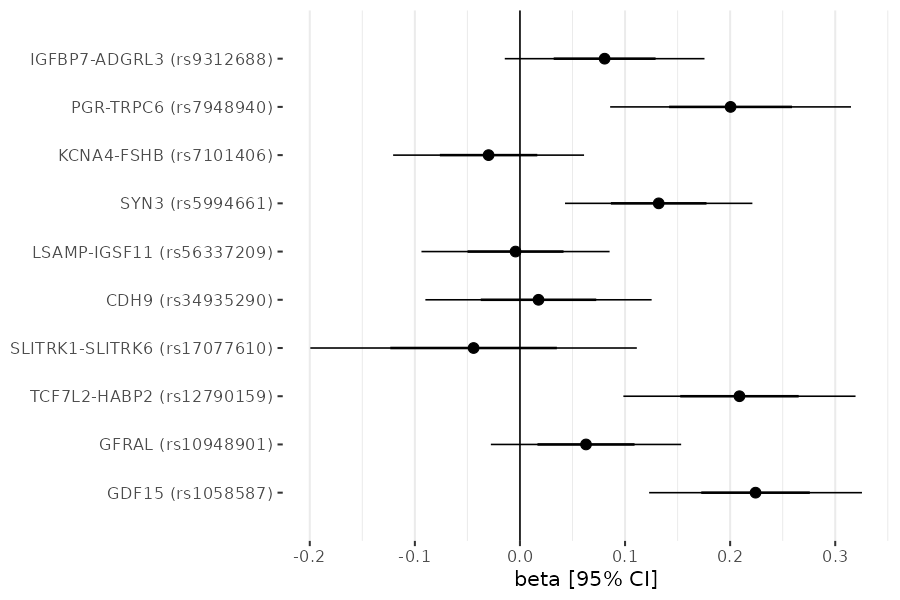 IGFBP7-ADGRL3 (rs9312688)
PGR-TRPC6 (rs7948940)
KCNA4-FSHB (rs7101406)
SYN3 (rs5994661)
LSAMP-IGSF11 (rs56337209)
CDH9 (rs34935290)
SLITRK1-SLITRK6 (rs17077610)
TCF7L2-HABP2 (rs12790159)
GFRAL (rs10948901)
GDF15 (rs1058587)
-0.2 -0.1 0.0 0.1 0.2 0.3
beta [95% CI]